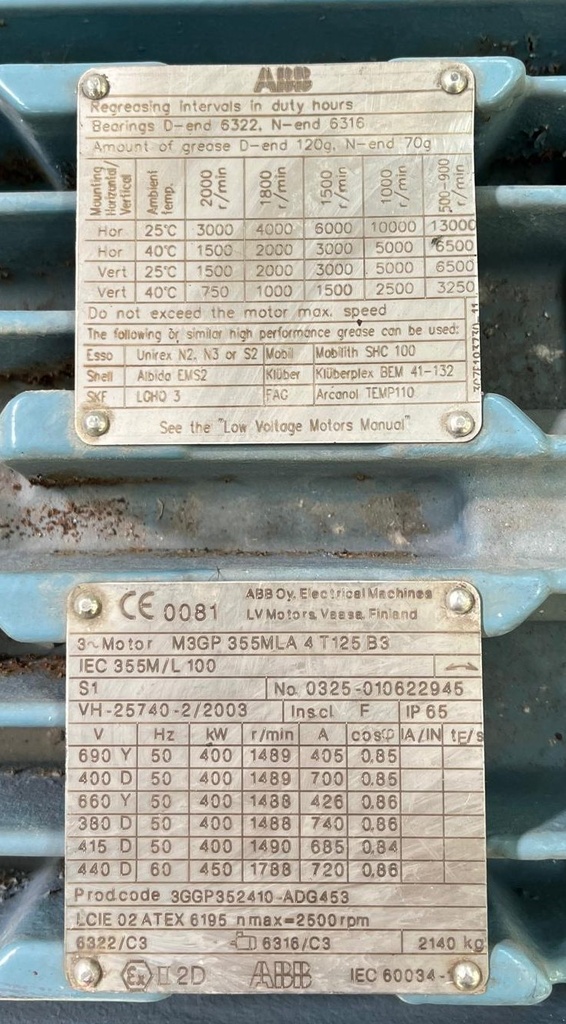 ABB
Regreasing intervals in duty hours
Bearings D-end 6322, N-end 6316
Amount of grease D-end 120g, N-end 70g
Mounting Horizontal/ Vertical Ambient temp. 2000 r/min 1800 r/min 1500 r/min 1000 r/min 500-900 r/min
Hor 25°C 3000 4000 6000 10000 13000
Hor 40°C 1500 2000 3000 5000 6500
Vert 25°C 1500 2000 3000 5000 6500
Vert 40°C 750 1000 1500 2500 3250
Do not exceed the motor max. speed
The following or similar high performance grease can be used:
Esso Unirex N2, N3 or S2 Mobil Mobilith SHC 100
Shell Albida EMS2 Klüber Klüberplex BEM 41-132
SKF LGHQ 3 FAG Arcanol TEMP110
See the "Low Voltage Motors Manual"
CE 0081 ABB Oy, Electrical Machines
LV Motors, Vaasa, Finland
3~Motor M3GP 355MLA 4 T125 B3
IEC 355M/L 100
S1 No. 0325-010622945
VH-25740-2/2003 Ins.cl. F IP 65
V Hz kW r/min A cosφ IA/IN tE/s
690 Y 50 400 1489 405 0.85
400 D 50 400 1489 700 0.85
660 Y 50 400 1488 426 0.86
380 D 50 400 1488 740 0.86
415 D 50 400 1490 685 0.84
440 D 60 450 1788 720 0.86
Prodcode 3GGP352410-ADG453
LCIE 02 ATEX 6195 nmax=2500rpm
6322/C3 6316/C3 2140 kg
Ex II 2D ABB IEC 60034-